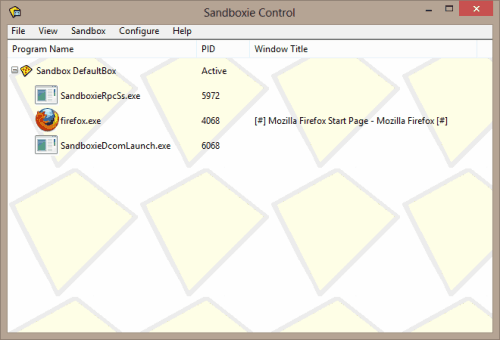 Sandboxie Control
File View Sandbox Configure Help
Program Name PID Window Title
Sandbox DefaultBox Active
SandboxieRpcSs.exe 5972
firefox.exe 4068 [#] Mozilla Firefox Start Page - Mozilla Firefox [#]
SandboxieDcomLaunch.exe 6068